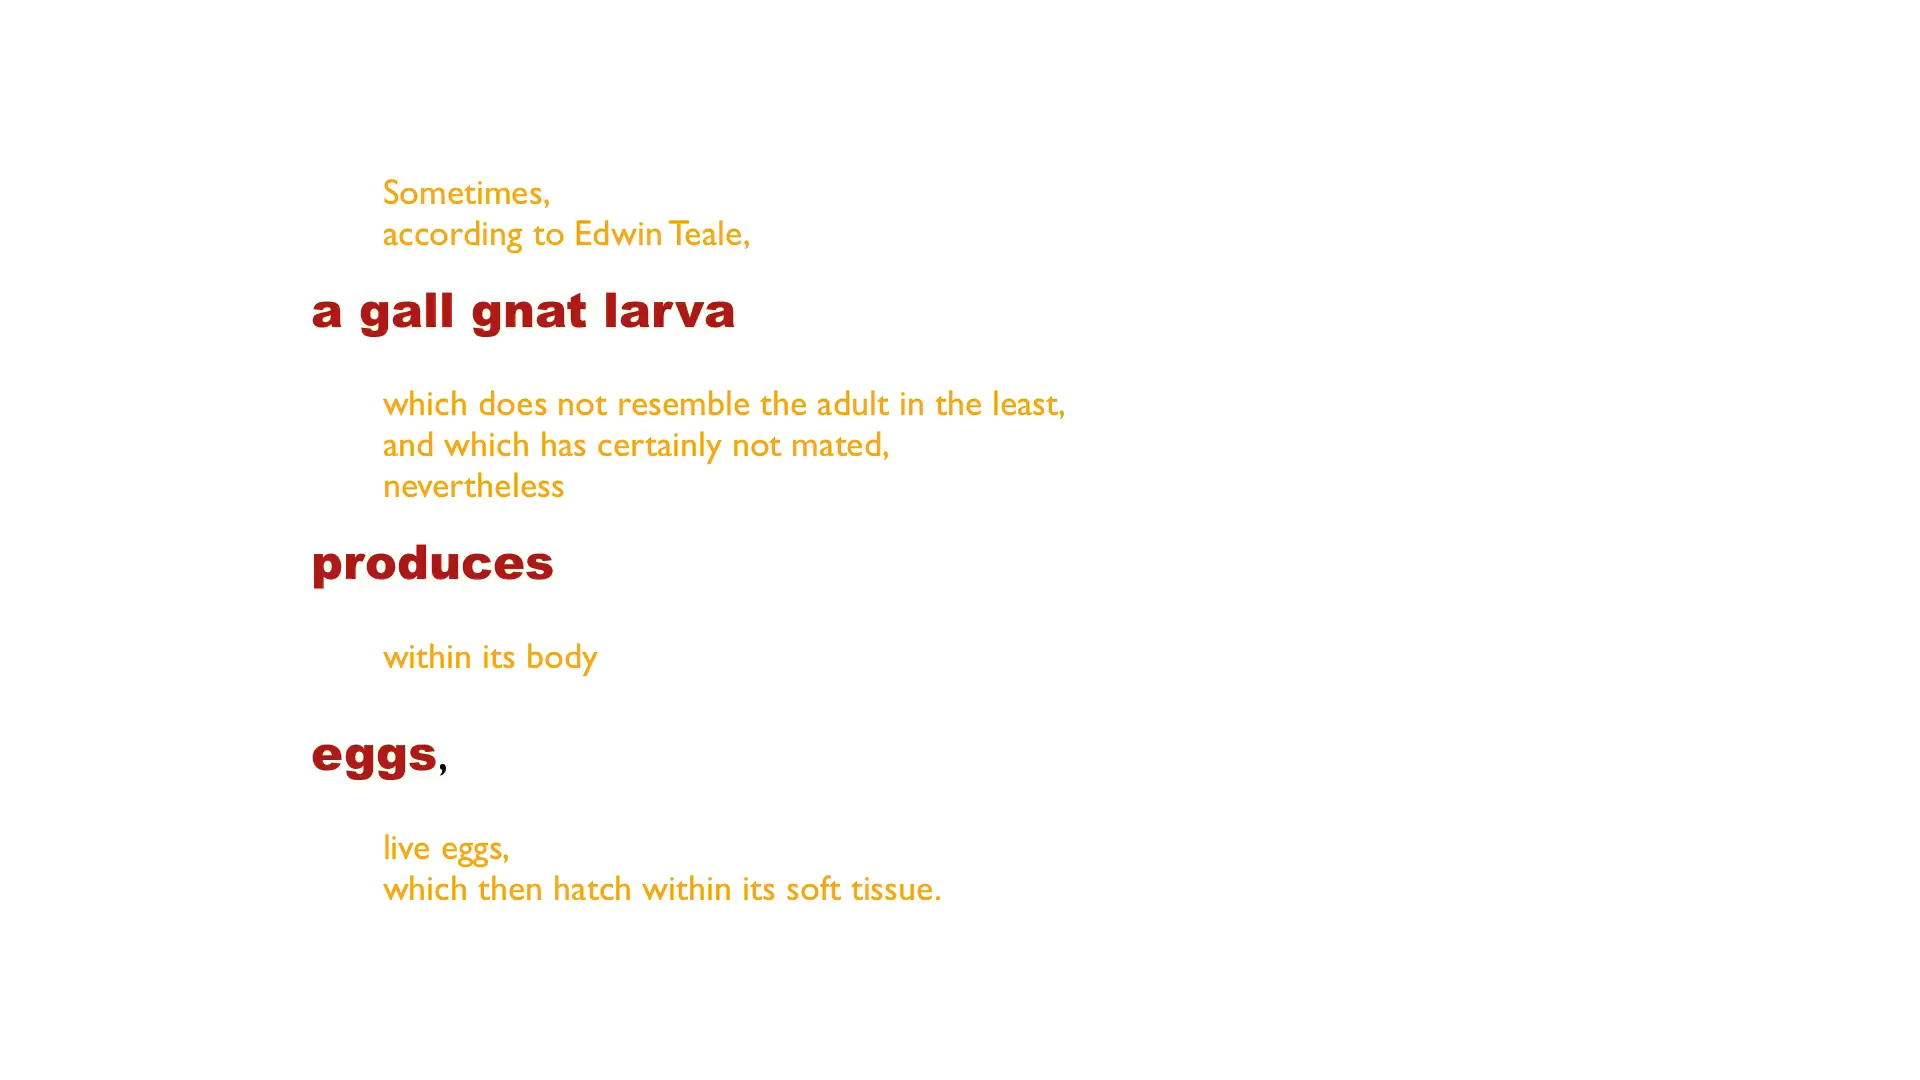 Sometimes,
according to Edwin Teale,
a gall gnat larva
which does not resemble the adult in the least,
and which has certainly not mated,
nevertheless
produces
within its body
eggs,
live eggs,
which then hatch within its soft tissue.